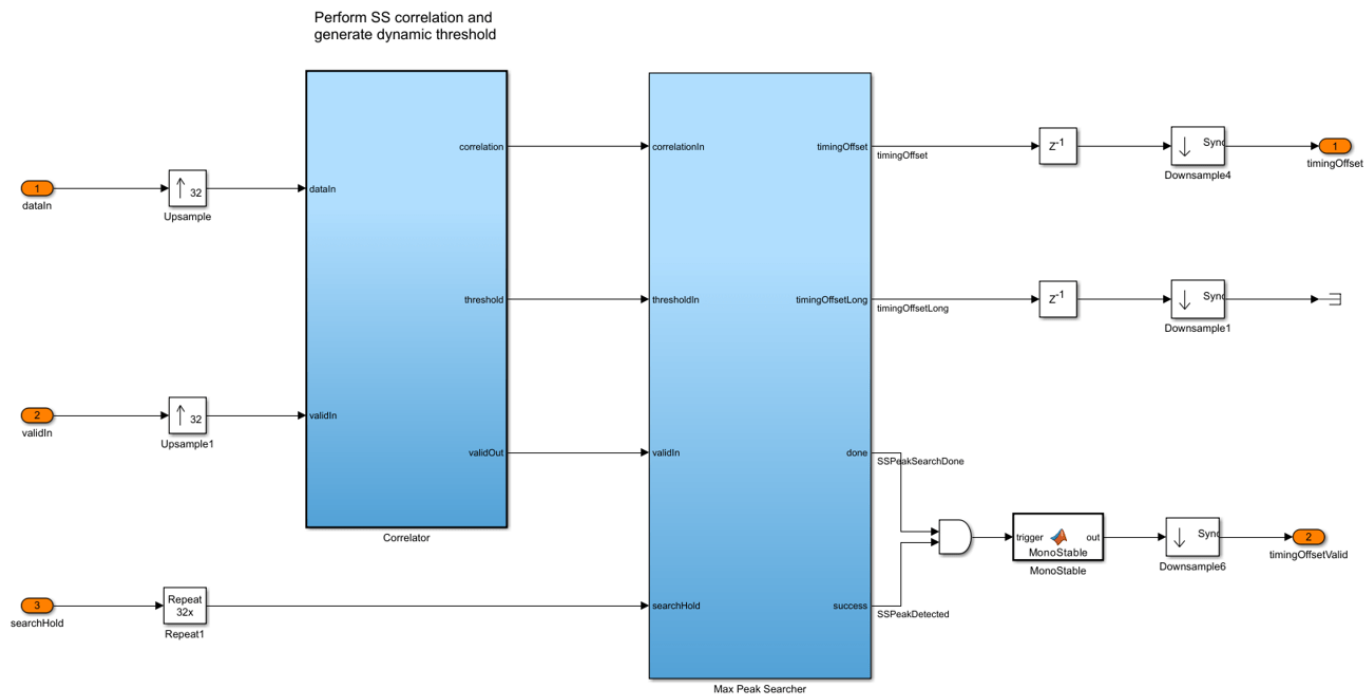 Perform SS correlation and
generate dynamic threshold
1
dataIn
32
Upsample
dataIn
correlation
threshold
validIn
validOut
Correlator
2
validIn
32
Upsample1
3
searchHold
Repeat
32x
Repeat1
correlationIn
timingOffset
thresholdIn
timingOffsetLong
validIn
done
searchHold
success
Max Peak Searcher
timingOffset
Z-1
Sync
Downsample4
1
timingOffset
timingOffsetLong
Z-1
Sync
Downsample1
SSPeakSearchDone
SSPeakDetected
trigger
out
MonoStable
MonoStable
Sync
Downsample6
2
timingOffsetValid